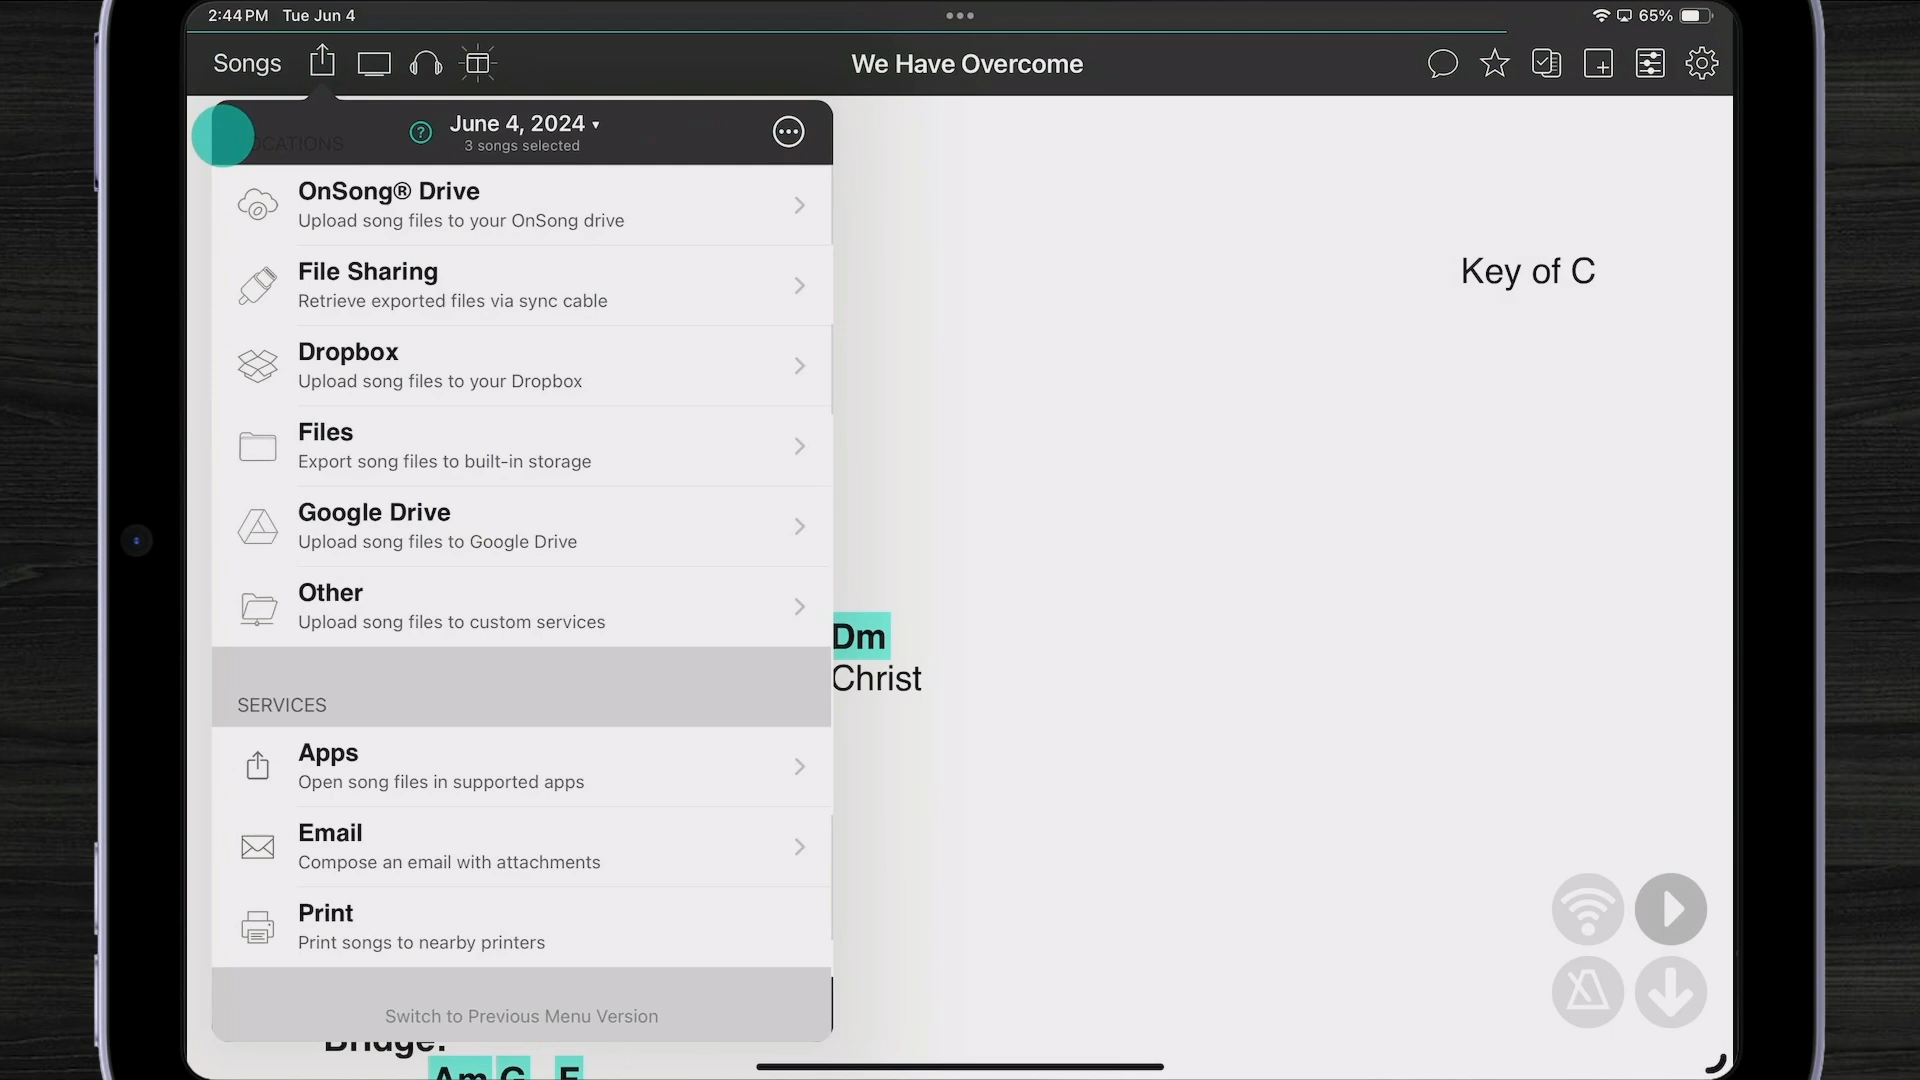 2:44 PM Tue Jun 4
65%
Songs
We Have Overcome
June 4, 2024 ▾
3 songs selected
OnSong® Drive
Upload song files to your OnSong drive
File Sharing
Retrieve exported files via sync cable
Dropbox
Upload song files to your Dropbox
Files
Export song files to built-in storage
Google Drive
Upload song files to Google Drive
Other
Upload song files to custom services
SERVICES
Apps
Open song files in supported apps
Email
Compose an email with attachments
Print
Print songs to nearby printers
Switch to Previous Menu Version
Key of C
Dm
Christ
Bridge:
Am G